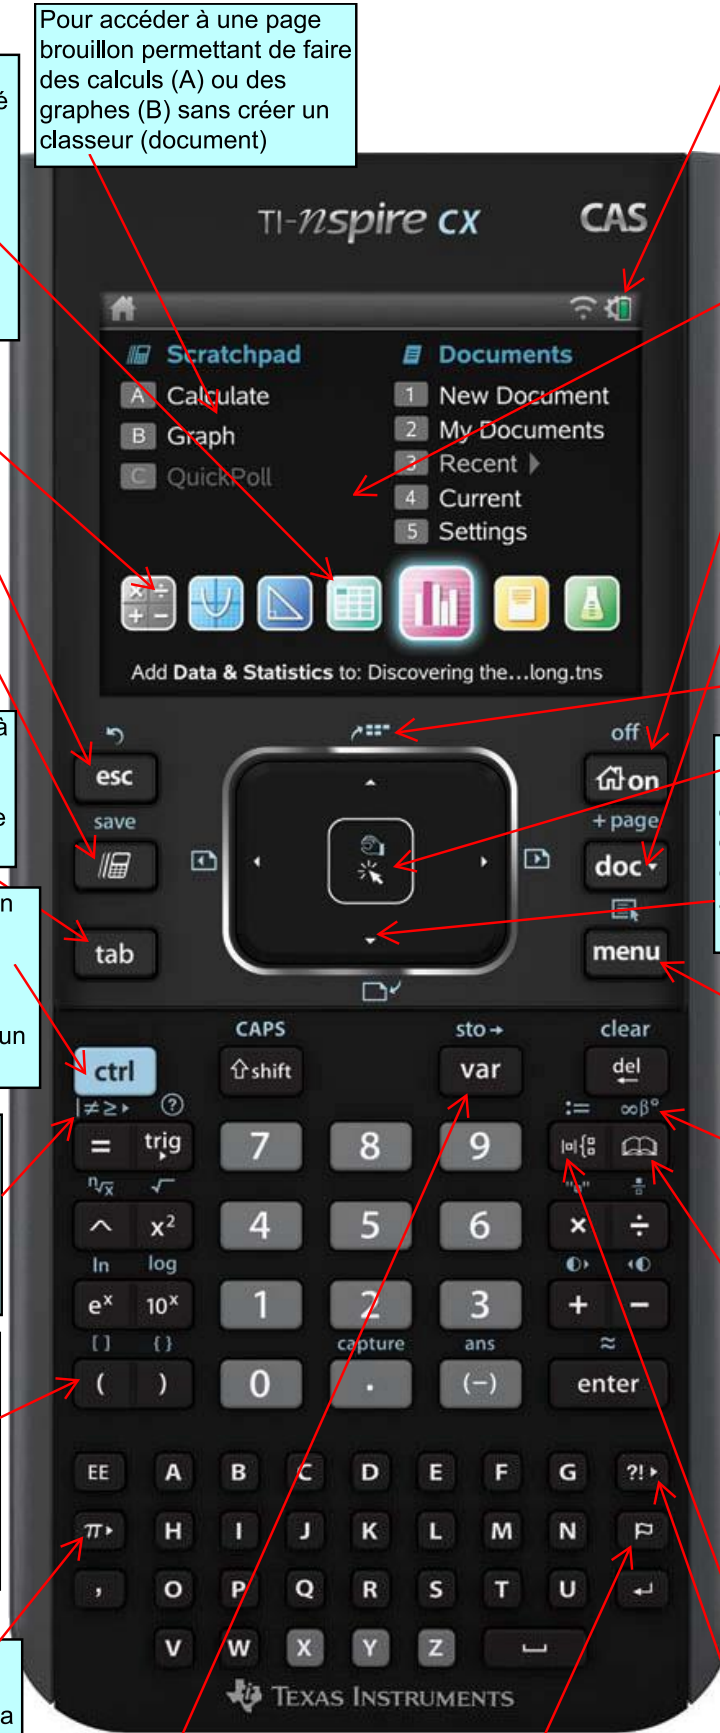 Pour accéder à une page
brouillon permettant de faire
des calculs (A) ou des
graphes (B) sans créer un
classeur (document)
é
TI-nspire CX CAS
Scratchpad
A Calculate
B Graph
C QuickPoll
Documents
1 New Document
2 My Documents
3 Recent
4 Current
5 Settings
Add Data & Statistics to: Discovering the...long.tns
à
e
n
un
a
off
esc
on
save
+ page
doc
tab
menu
CAPS sto→ clear
ctrl ⇧shift var del
|≠≥▸ ? := ∞β°
= trig 7 8 9 |▫|{
ⁿ√x √ "▫"
^ x² 4 5 6 × ÷
ln log
eˣ 10ˣ 1 2 3 + −
[ ] { } capture ans ≈
( ) 0 . (−) enter
EE A B C D E F G ?!▸
π▸ H I J K L M N
, O P Q R S T U ↵
V W X Y Z
TEXAS INSTRUMENTS